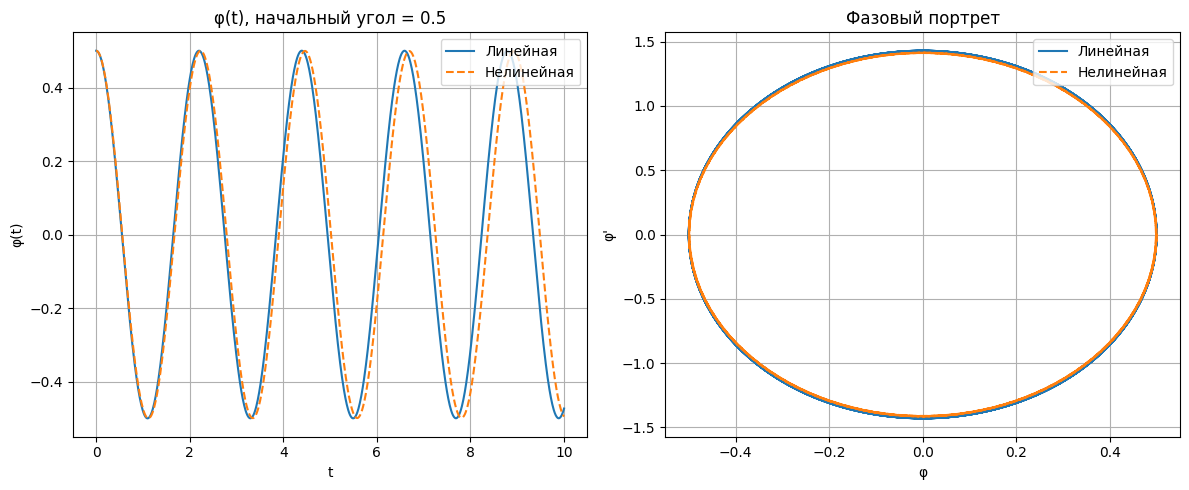 φ(t), начальный угол = 0.5
Линейная
Нелинейная
0.4
0.2
0.0
−0.2
−0.4
φ(t)
0
2
4
6
8
10
t
Фазовый портрет
Линейная
Нелинейная
1.5
1.0
0.5
0.0
−0.5
−1.0
−1.5
φ'
−0.4
−0.2
0.0
0.2
0.4
φ